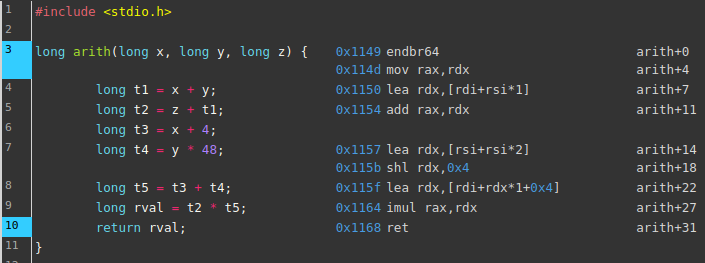 1 #include <stdio.h>
2
3 long arith(long x, long y, long z) { 0x1149 endbr64 arith+0
0x114d mov rax,rdx arith+4
4 long t1 = x + y; 0x1150 lea rdx,[rdi+rsi*1] arith+7
5 long t2 = z + t1; 0x1154 add rax,rdx arith+11
6 long t3 = x + 4;
7 long t4 = y * 48; 0x1157 lea rdx,[rsi+rsi*2] arith+14
0x115b shl rdx,0x4 arith+18
8 long t5 = t3 + t4; 0x115f lea rdx,[rdi+rdx*1+0x4] arith+22
9 long rval = t2 * t5; 0x1164 imul rax,rdx arith+27
10 return rval; 0x1168 ret arith+31
11 }